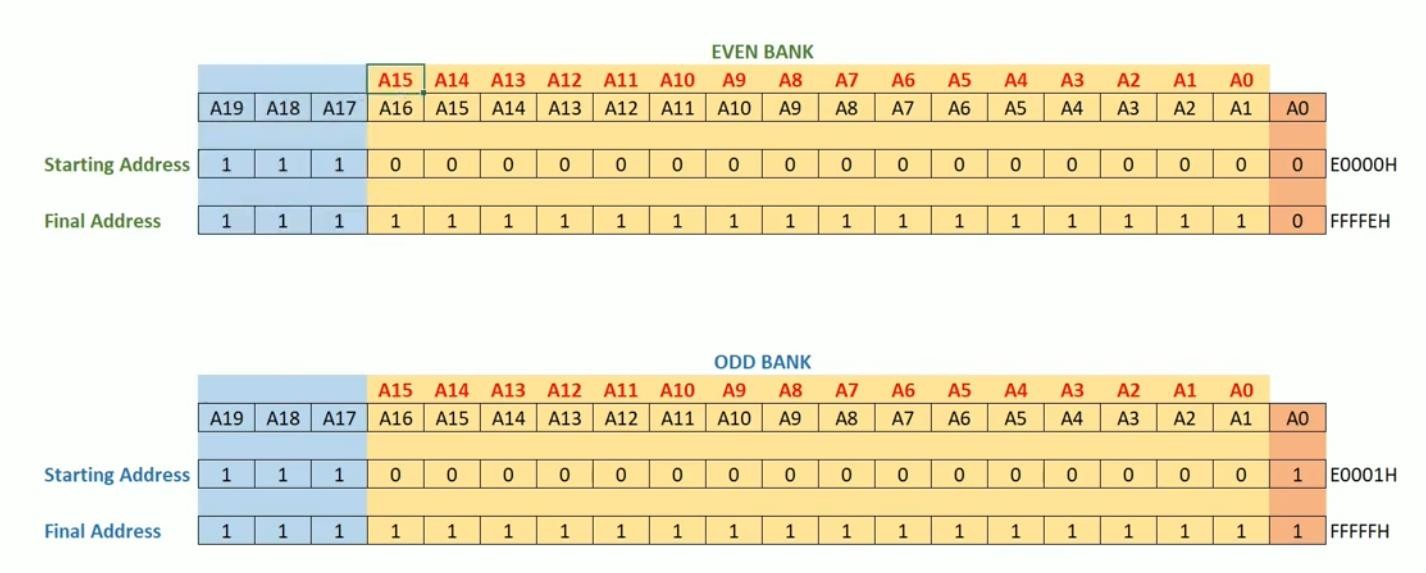 EVEN BANK
A15 A14 A13 A12 A11 A10 A9 A8 A7 A6 A5 A4 A3 A2 A1 A0
A19 A18 A17 A16 A15 A14 A13 A12 A11 A10 A9 A8 A7 A6 A5 A4 A3 A2 A1 A0
Starting Address 1 1 1 0 0 0 0 0 0 0 0 0 0 0 0 0 0 0 0 0 E0000H
Final Address 1 1 1 1 1 1 1 1 1 1 1 1 1 1 1 1 1 1 1 0 FFFFEH
ODD BANK
A15 A14 A13 A12 A11 A10 A9 A8 A7 A6 A5 A4 A3 A2 A1 A0
A19 A18 A17 A16 A15 A14 A13 A12 A11 A10 A9 A8 A7 A6 A5 A4 A3 A2 A1 A0
Starting Address 1 1 1 0 0 0 0 0 0 0 0 0 0 0 0 0 0 0 0 1 E0001H
Final Address 1 1 1 1 1 1 1 1 1 1 1 1 1 1 1 1 1 1 1 1 FFFFFH